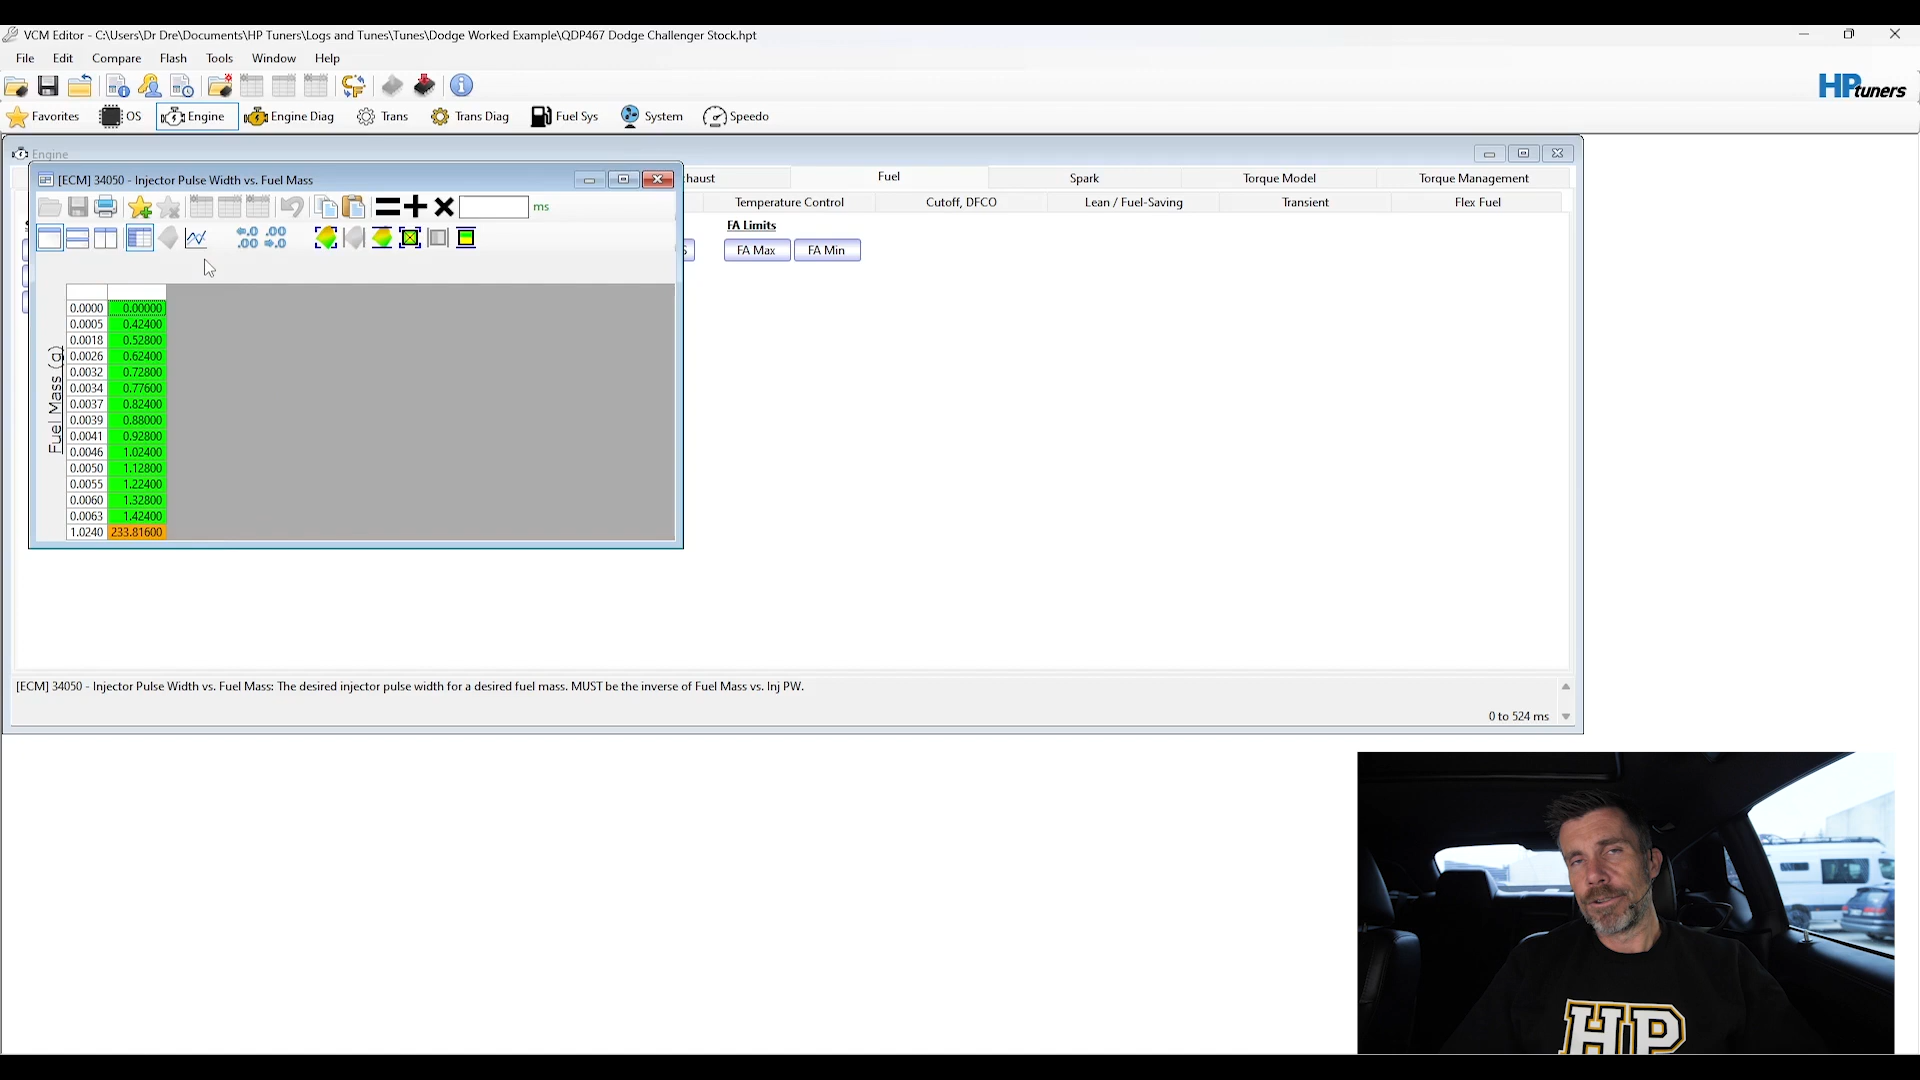 VCM Editor - C:\Users\Dr Dre\Documents\HP Tuners\Logs and Tunes\Tunes\Dodge Worked Example\QDP467 Dodge Challenger Stock.hpt
File Edit Compare Flash Tools Window Help
HPtuners
Favorites OS Engine Engine Diag Trans Trans Diag Fuel Sys System Speedo
Engine
[ECM] 34050 - Injector Pulse Width vs. Fuel Mass
haust Fuel Spark Torque Model Torque Management
Temperature Control Cutoff, DFCO Lean / Fuel-Saving Transient Flex Fuel
ms
FA Limits
FA Max FA Min
Fuel Mass (g)
0.0000 0.00000
0.0005 0.42400
0.0018 0.52800
0.0026 0.62400
0.0032 0.72800
0.0034 0.77600
0.0037 0.82400
0.0039 0.88000
0.0041 0.92800
0.0046 1.02400
0.0050 1.12800
0.0055 1.22400
0.0060 1.32800
0.0063 1.42400
1.0240 233.81600
[ECM] 34050 - Injector Pulse Width vs. Fuel Mass: The desired injector pulse width for a desired fuel mass. MUST be the inverse of Fuel Mass vs. Inj PW.
0 to 524 ms
HP